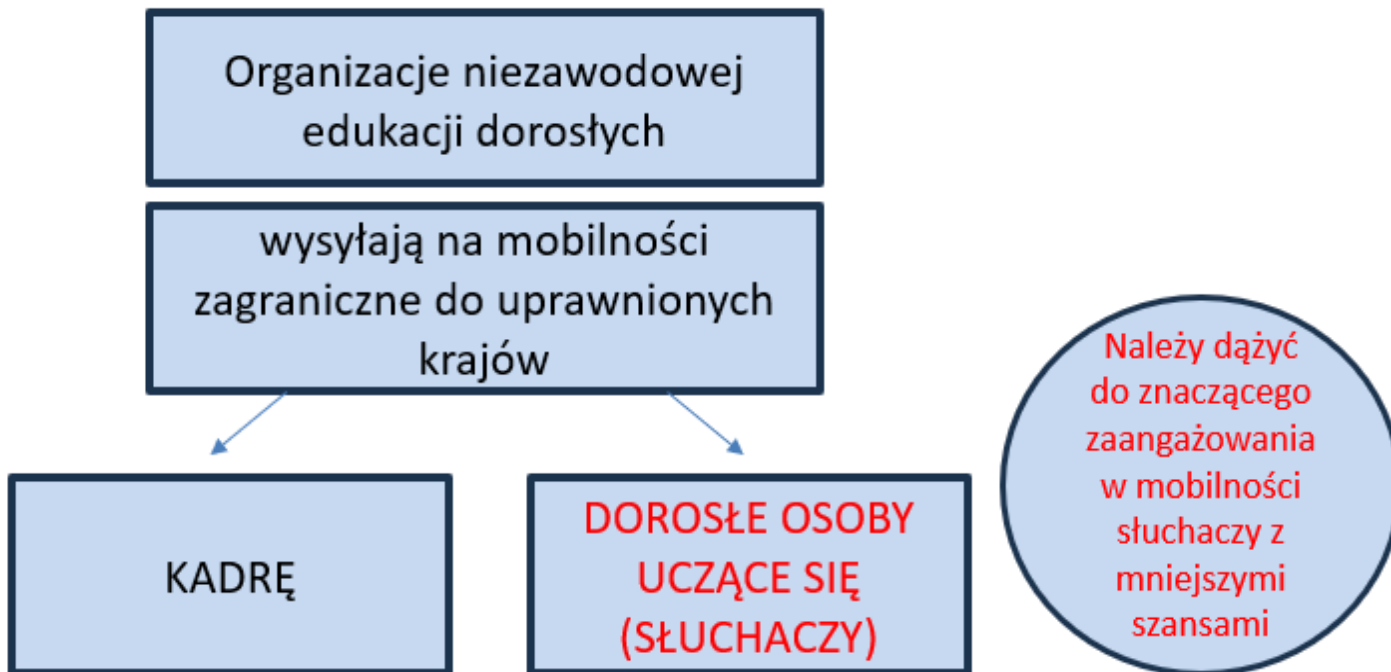 Organizacje niezawodowej
edukacji dorosłych
wysyłają na mobilności
zagraniczne do uprawnionych
krajów
KADRĘ
DOROSŁE OSOBY
UCZĄCE SIĘ
(SŁUCHACZY)
Należy dążyć
do znaczącego
zaangażowania
w mobilności
słuchaczy z
mniejszymi
szansami